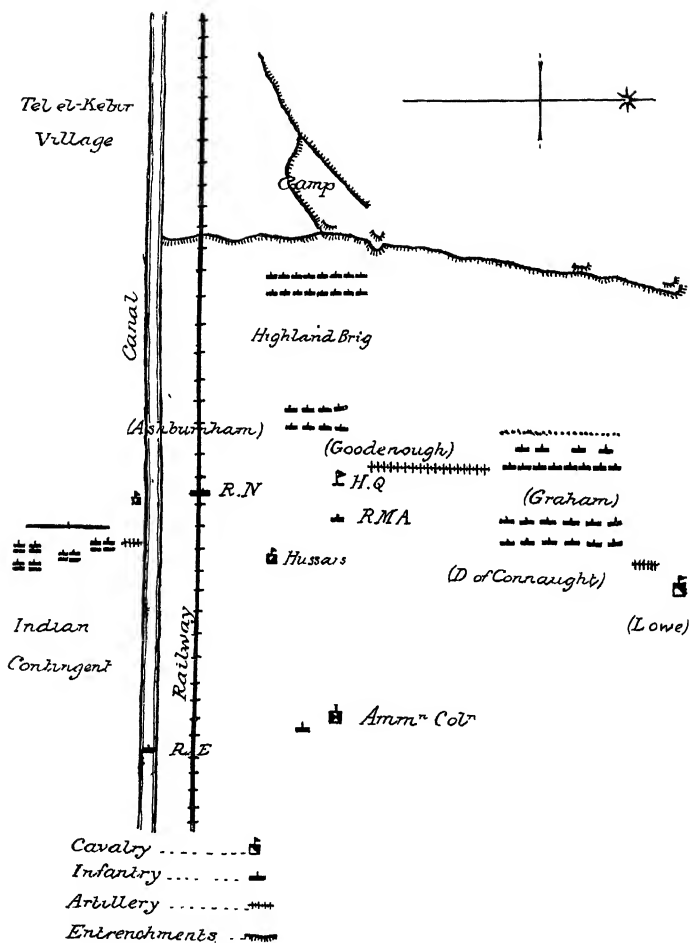 Tel el-Kebir
Village
Camp
Canal
Highland Brig
(Ashburnham)
(Goodenough)
R.N
H.Q
(Graham)
RMA
Hussars
(D of Connaught)
Indian
Contingent
(Lowe)
Railway
Ammn Coln
R.E
Cavalry
Infantry
Artillery
Entrenchments